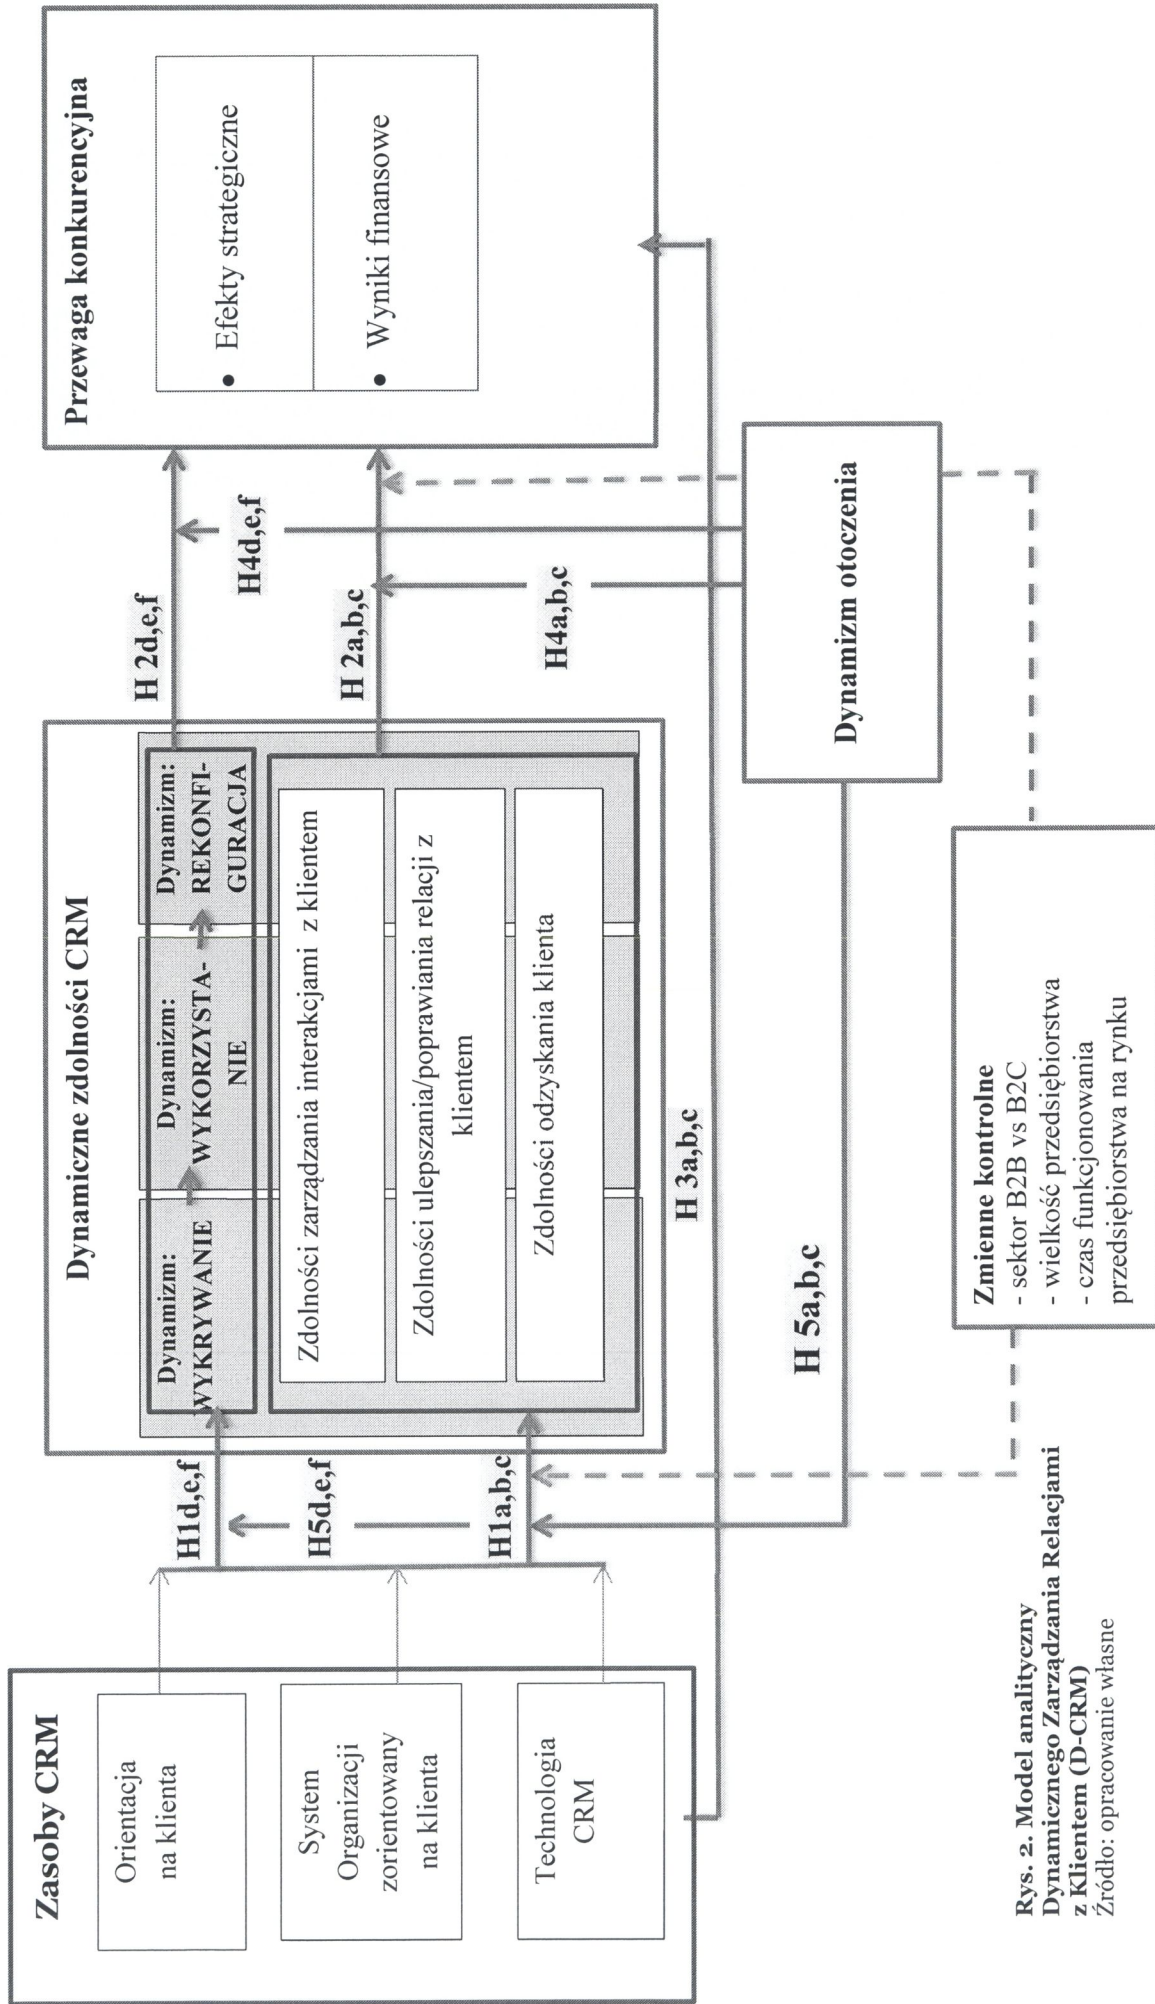 Zasoby CRM
Orientacja
na klienta
System
Organizacji
zorientowany
na klienta
Technologia
CRM
H1d,e,f
H5d,e,f
H1a,b,c
Dynamiczne zdolności CRM
Dynamizm:
WYKRYWANIE
Dynamizm:
WYKORZYSTA-
NIE
Dynamizm:
REKONFI-
GURACJA
Zdolności zarządzania interakcjami z klientem
Zdolności ulepszania/poprawiania relacji z
klientem
Zdolności odzyskania klienta
H 3a,b,c
H 2d,e,f
H4d,e,f
H 2a,b,c
H4a,b,c
Przewaga konkurencyjna
• Efekty strategiczne
• Wyniki finansowe
H 5a,b,c
Dynamizm otoczenia
Zmienne kontrolne
- sektor B2B vs B2C
- wielkość przedsiębiorstwa
- czas funkcjonowania
przedsiębiorstwa na rynku
Rys. 2. Model analityczny
Dynamicznego Zarządzania Relacjami
z Klientem (D-CRM)
Źródło: opracowanie własne